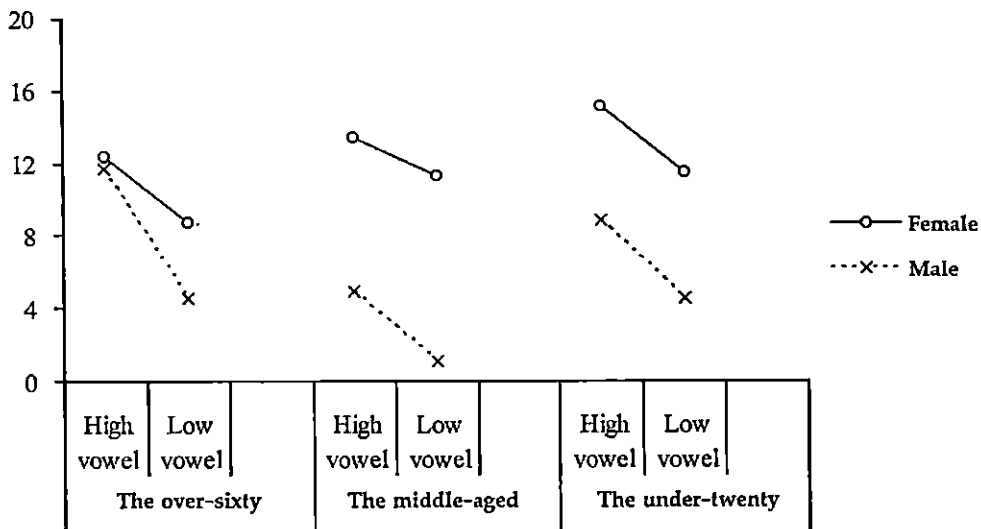 20
16
12
8
4
0
Female
Male
High Low High Low High Low
vowel vowel vowel vowel vowel vowel
The over-sixty The middle-aged The under-twenty